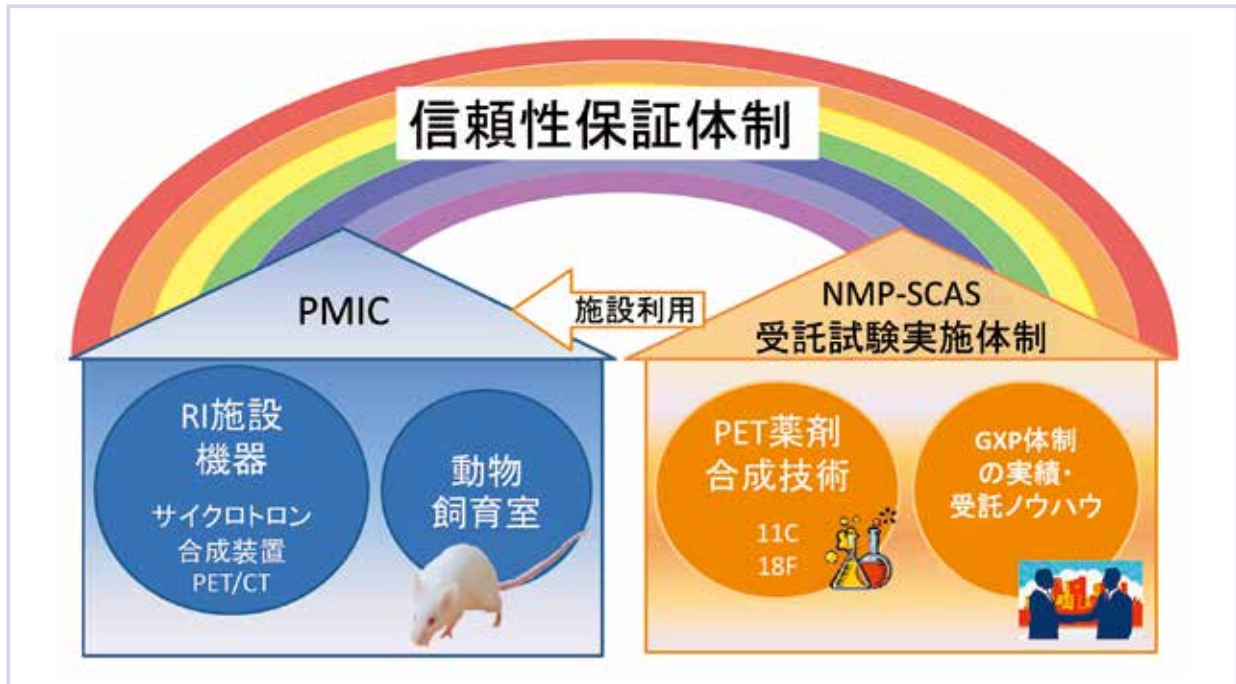 信頼性保証体制
PMIC
施設利用
NMP-SCAS
受託試験実施体制
RI施設
機器
サイクロトロン
合成装置
PET/CT
動物
飼育室
PET薬剤
合成技術
11C
18F
GXP体制
の実績・
受託ノウハウ